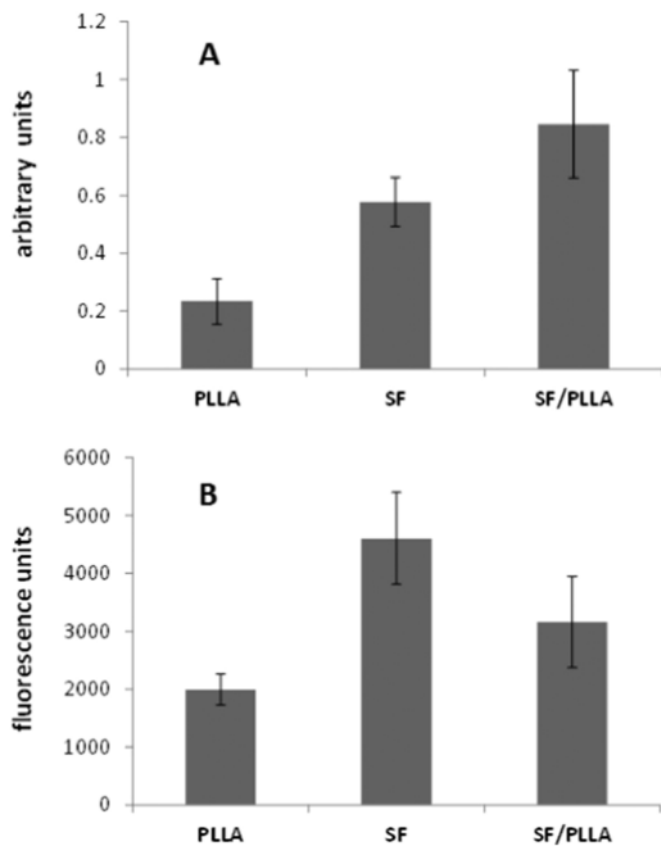 A
arbitrary units
1.2
1
0.8
0.6
0.4
0.2
0
PLLA SF SF/PLLA
B
fluorescence units
6000
5000
4000
3000
2000
1000
0
PLLA SF SF/PLLA